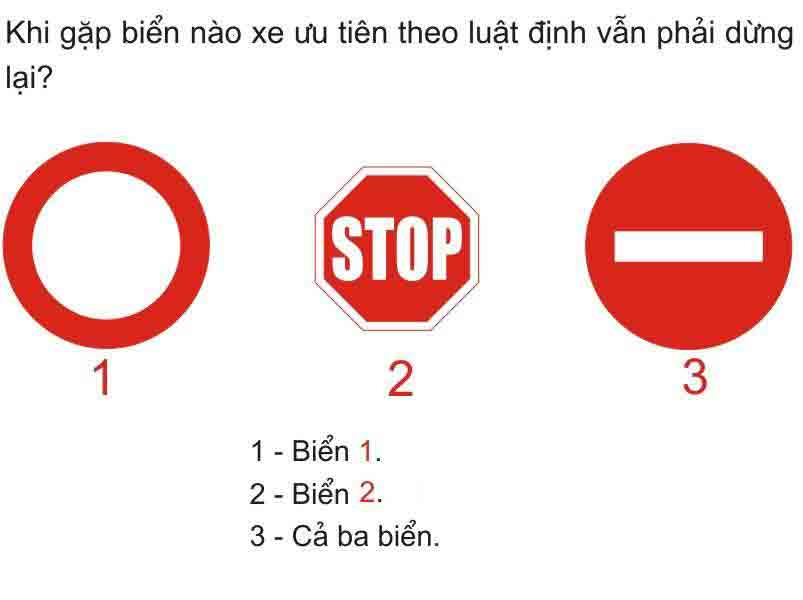 Khi gặp biển nào xe ưu tiên theo luật định vẫn phải dừng
lại?
STOP
1
2
3
1 - Biển 1.
2 - Biển 2.
3 - Cả ba biển.